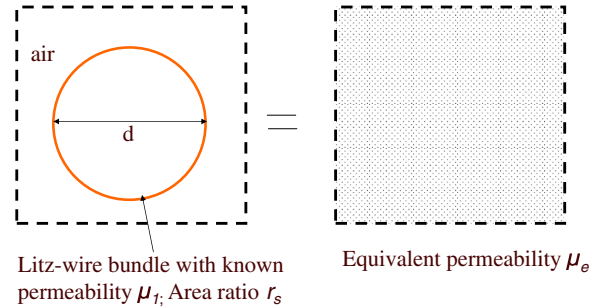 air
d
=
Litz-wire bundle with known
permeability μ₁; Area ratio rₛ
Equivalent permeability μₑ